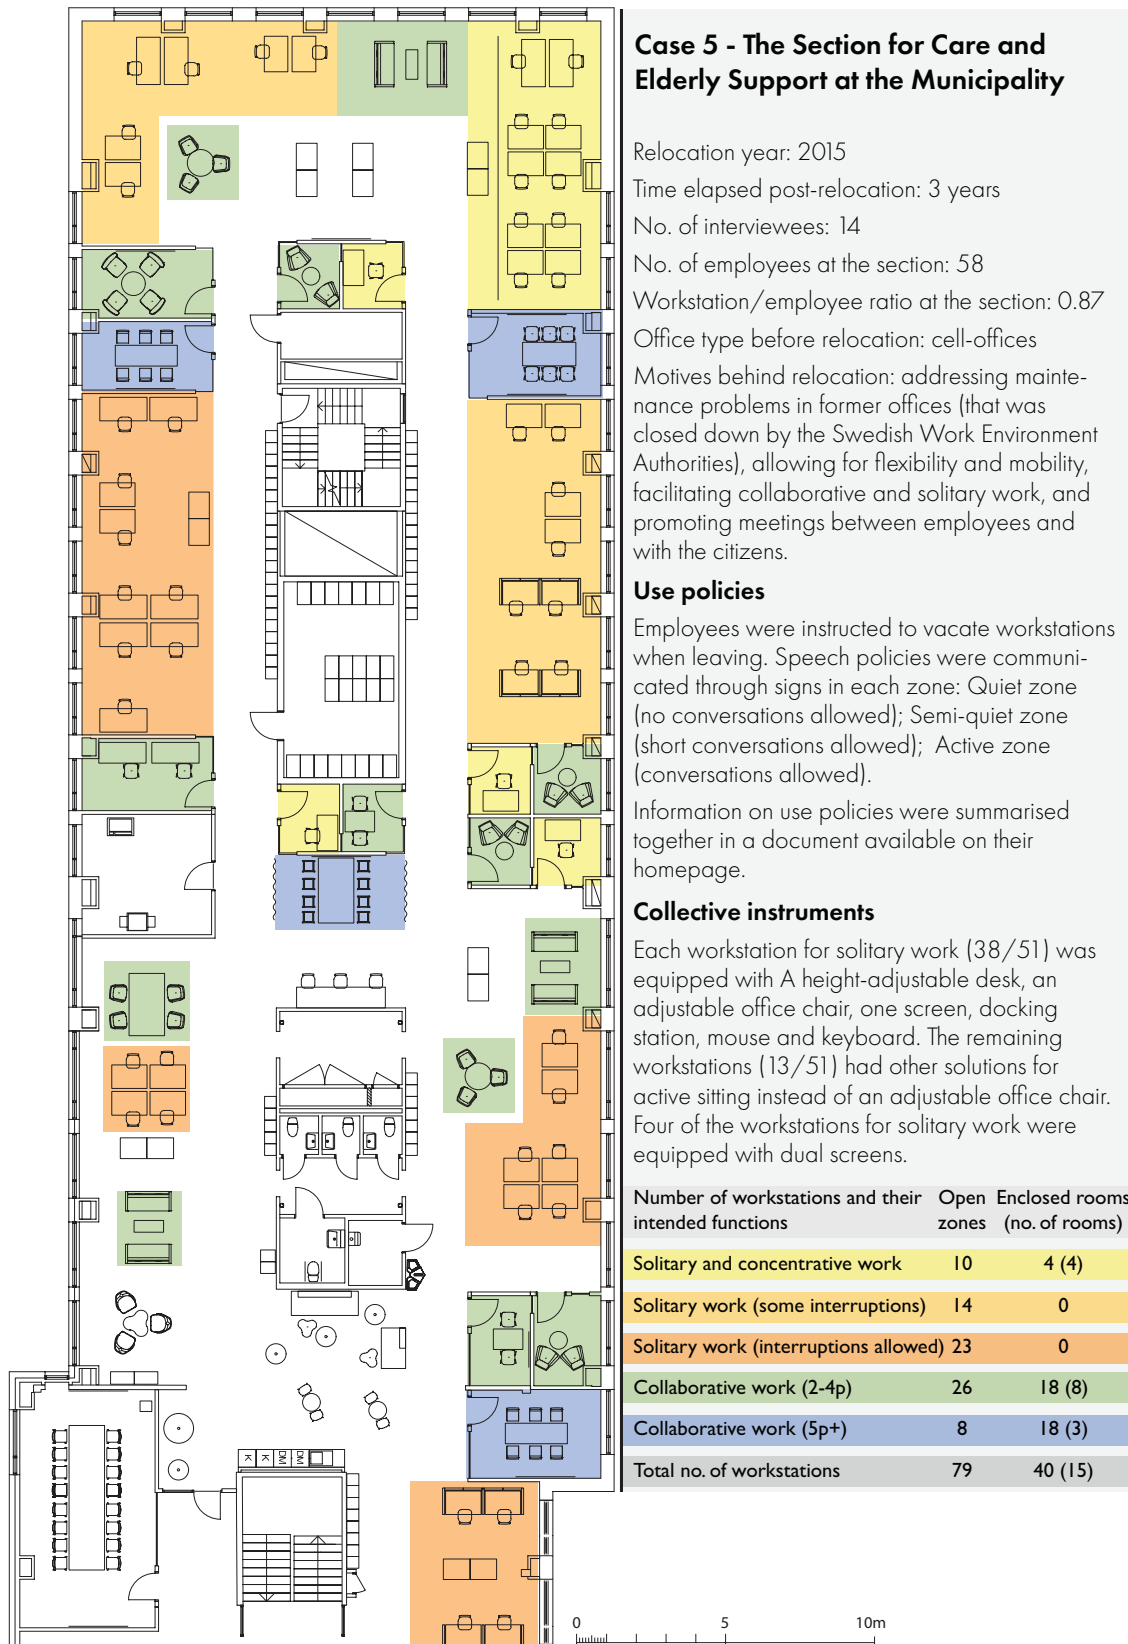 Case 5 - The Section for Care and
Elderly Support at the Municipality
Relocation year: 2015
Time elapsed post-relocation: 3 years
No. of interviewees: 14
No. of employees at the section: 58
Workstation/employee ratio at the section: 0.87
Office type before relocation: cell-offices
Motives behind relocation: addressing mainte-
nance problems in former offices (that was
closed down by the Swedish Work Environment
Authorities), allowing for flexibility and mobility,
facilitating collaborative and solitary work, and
promoting meetings between employees and
with the citizens.
Use policies
Employees were instructed to vacate workstations
when leaving. Speech policies were communi-
cated through signs in each zone: Quiet zone
(no conversations allowed); Semi-quiet zone
(short conversations allowed); Active zone
(conversations allowed).
Information on use policies were summarised
together in a document available on their
homepage.
Collective instruments
Each workstation for solitary work (38/51) was
equipped with A height-adjustable desk, an
adjustable office chair, one screen, docking
station, mouse and keyboard. The remaining
workstations (13/51) had other solutions for
active sitting instead of an adjustable office chair.
Four of the workstations for solitary work were
equipped with dual screens.
Number of workstations and their Open Enclosed rooms
intended functions zones (no. of rooms)
Solitary and concentrative work 10 4 (4)
Solitary work (some interruptions) 14 0
Solitary work (interruptions allowed) 23 0
Collaborative work (2-4p) 26 18 (8)
Collaborative work (5p+) 8 18 (3)
Total no. of workstations 79 40 (15)
K K DM DM
0 5 10m